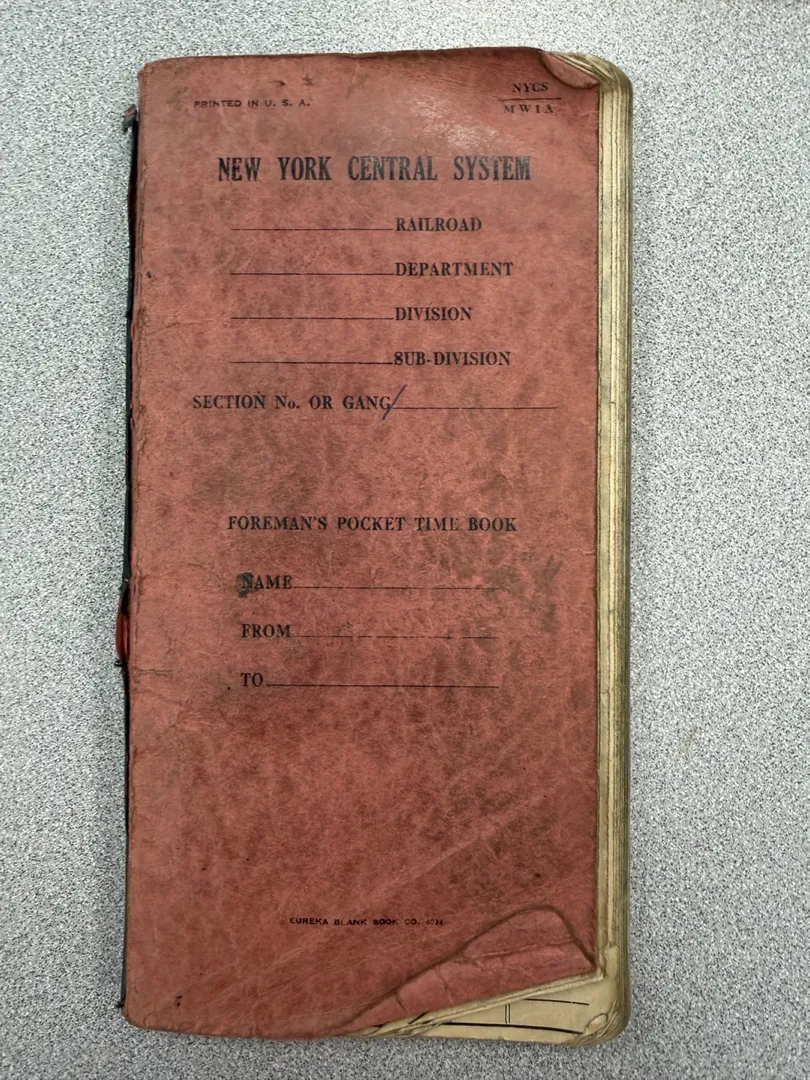 PRINTED IN U. S. A.
NYCS
MW1A
NEW YORK CENTRAL SYSTEM
RAILROAD
DEPARTMENT
DIVISION
SUB-DIVISION
SECTION No. OR GANG
FOREMAN'S POCKET TIME BOOK
NAME
FROM
TO
EUREKA BLANK BOOK CO.